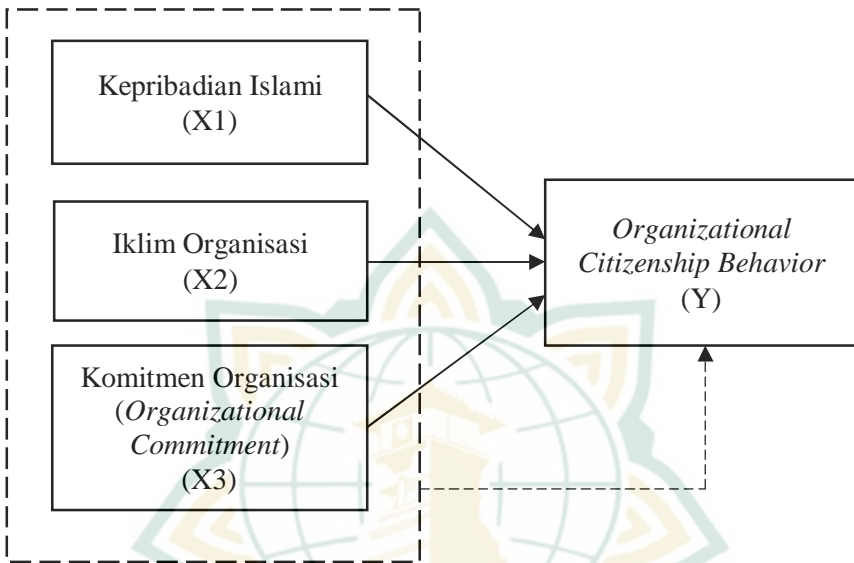 Kepribadian Islami
(X1)
Iklim Organisasi
(X2)
Komitmen Organisasi
(Organizational
Commitment)
(X3)
Organizational
Citizenship Behavior
(Y)